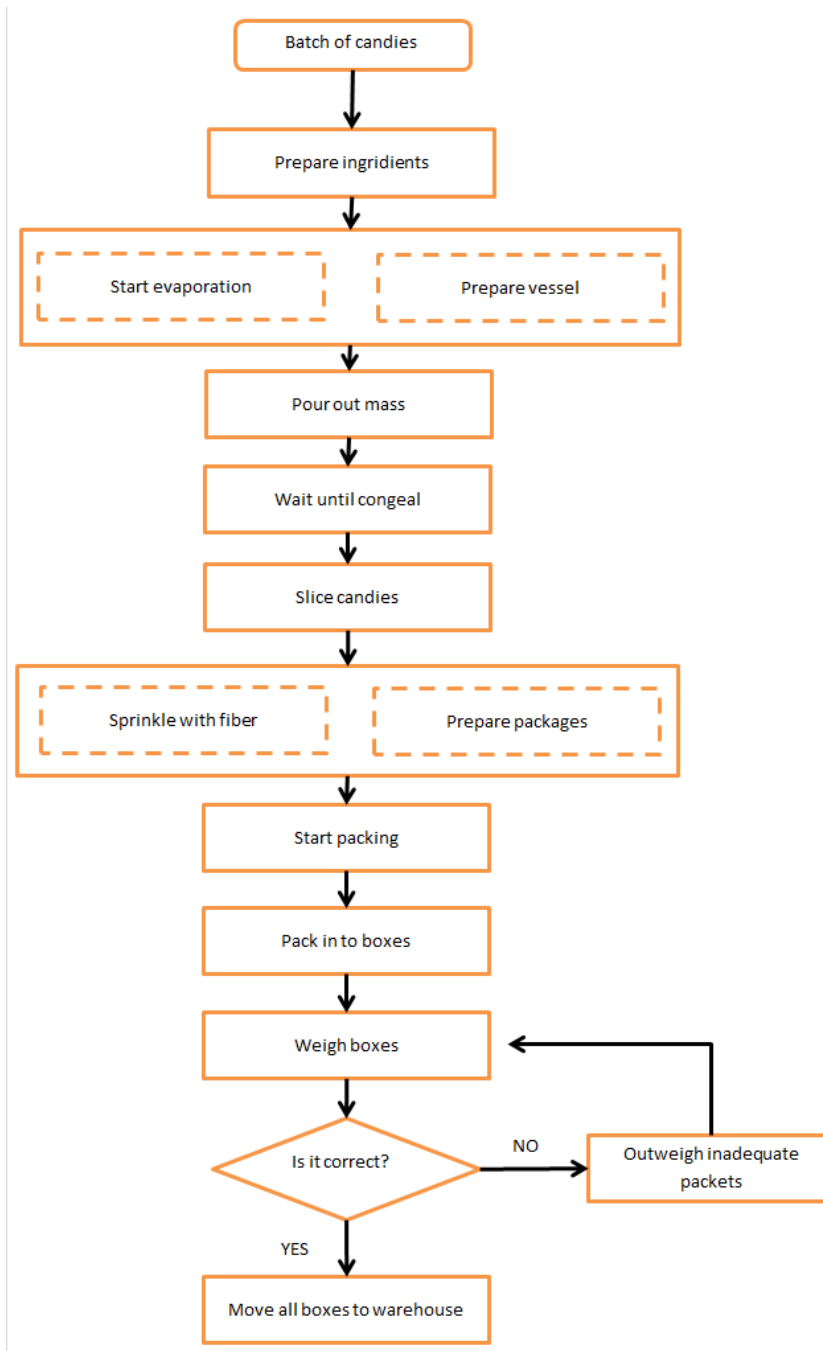 Batch of candies
Prepare ingridients
Start evaporation
Prepare vessel
Pour out mass
Wait until congeal
Slice candies
Sprinkle with fiber
Prepare packages
Start packing
Pack in to boxes
Weigh boxes
Is it correct?
NO
Outweigh inadequate
packets
YES
Move all boxes to warehouse